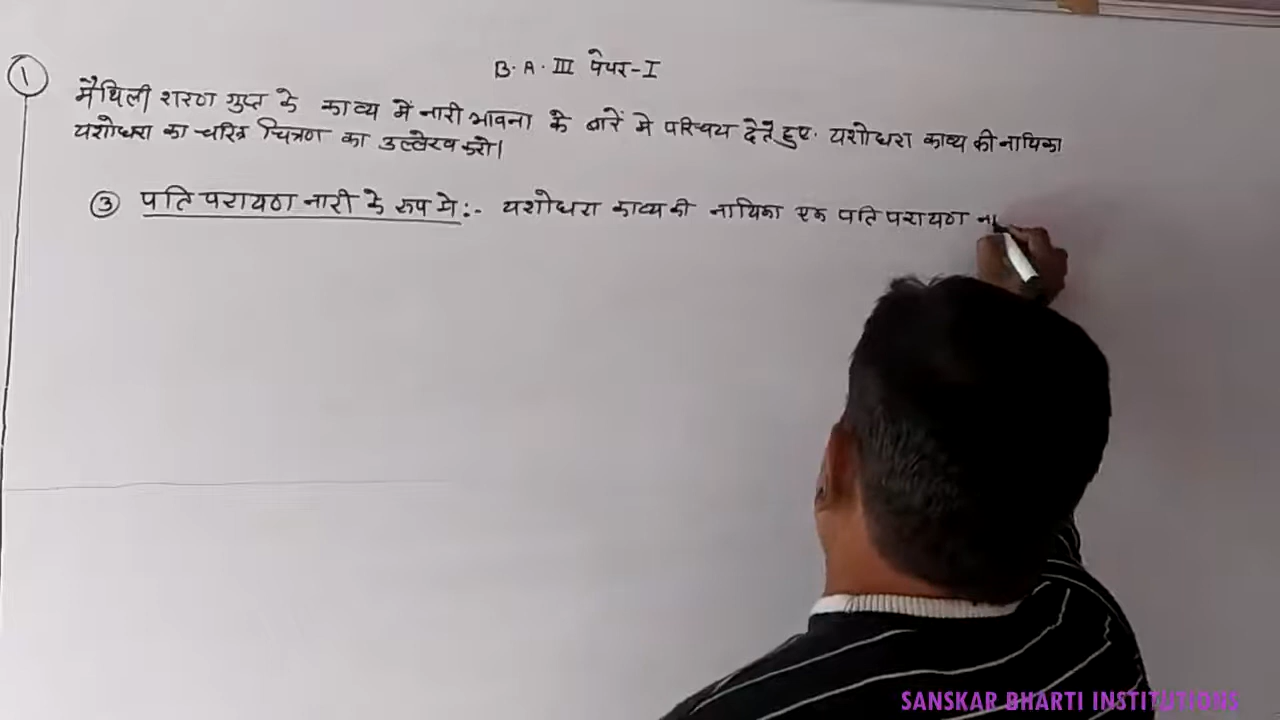 1
B.A.III पेपर-I
मैथिली शरण गुप्त के काव्य में नारी भावना के बारें मे परिचय देते हुए यशोधरा काव्य की नायिका
यशोधरा का चरित्र चित्रण का उल्लेख करो।
3 पति परायण नारी के रूप मे:- यशोधरा काव्य की नायिका एक पति परायण ना
SANSKAR BHARTI INSTITUTIONS